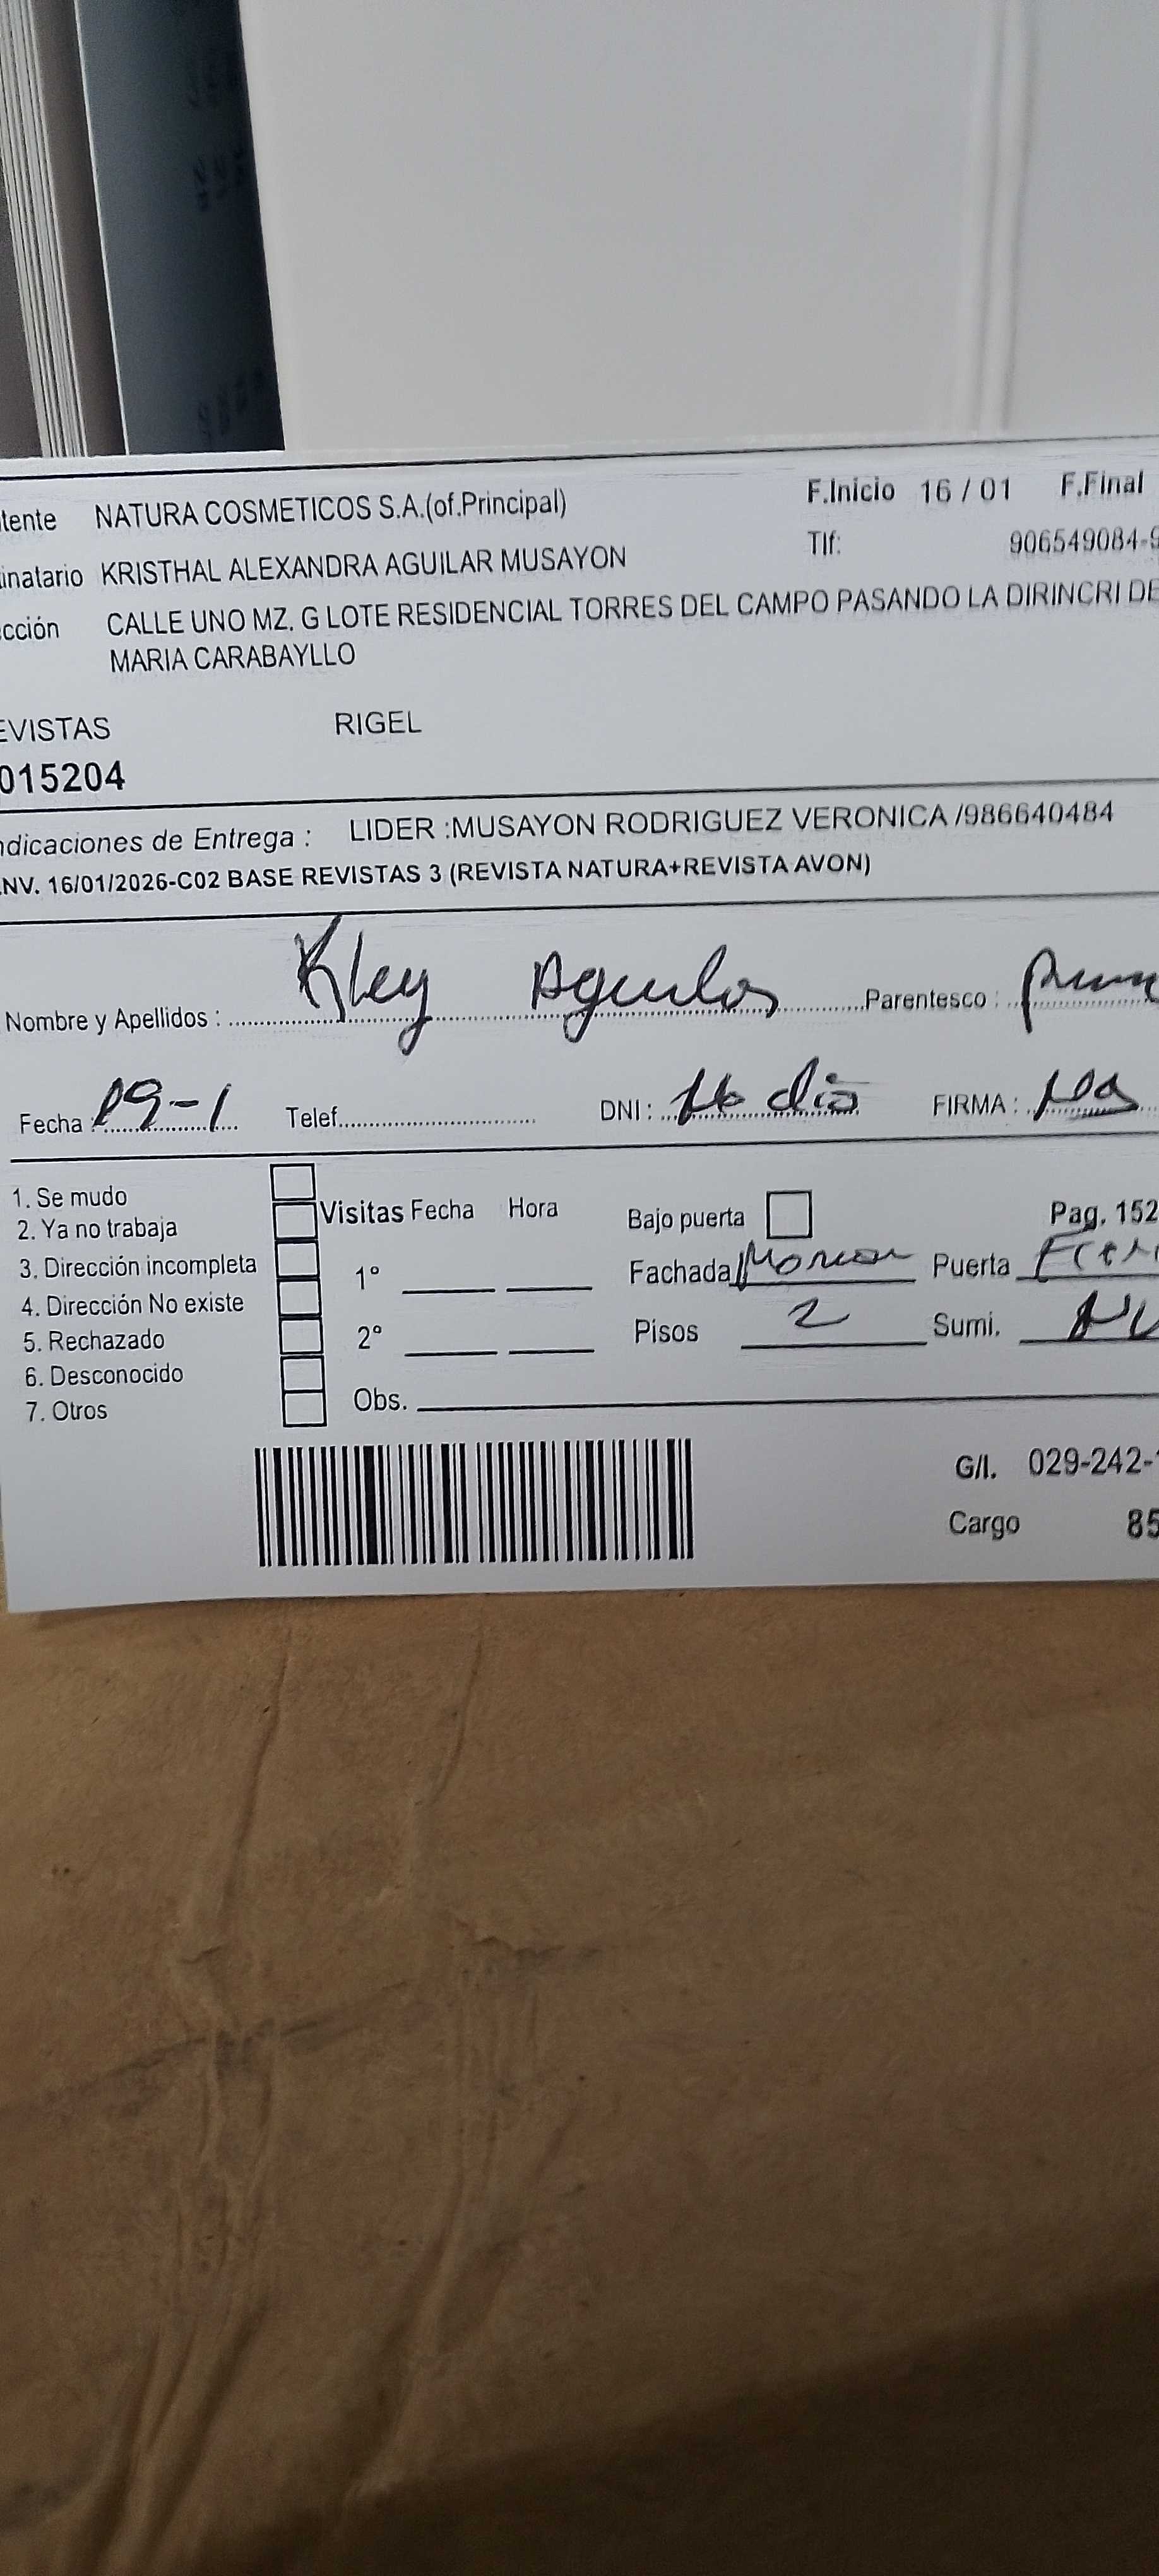 NATURA COSMETICOS S.A.(of.Principal) F.Inicio 16 / 01 F.Final
KRISTHAL ALEXANDRA AGUILAR MUSAYON Tlf: 906549084-9
CALLE UNO MZ. G LOTE RESIDENCIAL TORRES DEL CAMPO PASANDO LA DIRINCRI DE
MARIA CARABAYLLO
EVISTAS RIGEL
015204
ndicaciones de Entrega : LIDER :MUSAYON RODRIGUEZ VERONICA /986640484
NV. 16/01/2026-C02 BASE REVISTAS 3 (REVISTA NATURA+REVISTA AVON)
Nombre y Apellidos : Kley Parentesco :
Fecha : 19-1 Telef. DNI : No dio FIRMA :
1. Se mudo
2. Ya no trabaja
3. Dirección incompleta
4. Dirección No existe
5. Rechazado
6. Desconocido
7. Otros
Visitas Fecha Hora
1°
2°
Obs.
Bajo puerta Pag. 152
Fachada Puerta
Pisos 2 Sumi.
G/I. 029-242-
Cargo 85